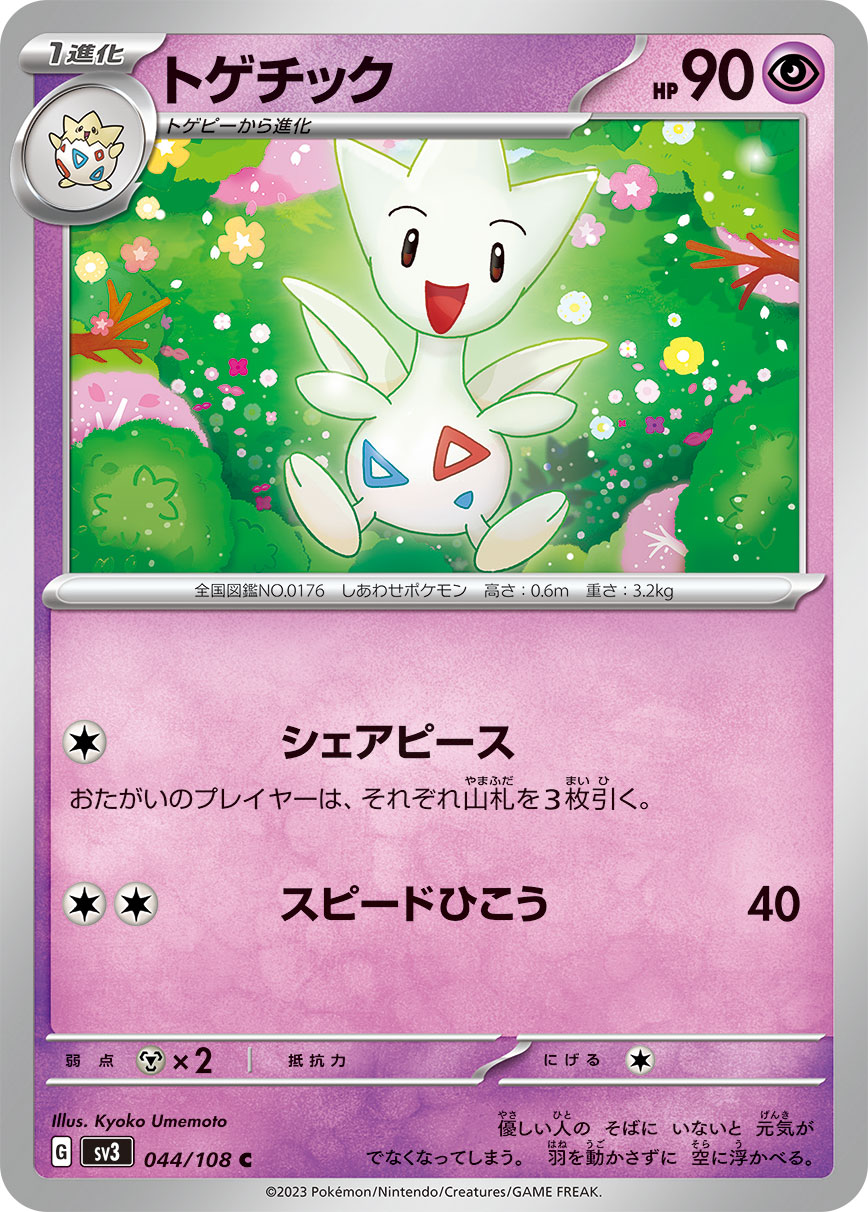 1進化
トゲチック
HP 90
トゲピーから進化
全国図鑑NO.0176 しあわせポケモン 高さ：0.6m 重さ：3.2kg
シェアピース
おたがいのプレイヤーは、それぞれ山札を3枚引く。
スピードひこう 40
弱点 ×2 抵抗力 にげる
Illus. Kyoko Umemoto
G sv3 044/108 C
優しい人の そばに いないと 元気が
でなくなってしまう。 羽を動かさずに 空に浮かべる。
©2023 Pokémon/Nintendo/Creatures/GAME FREAK.